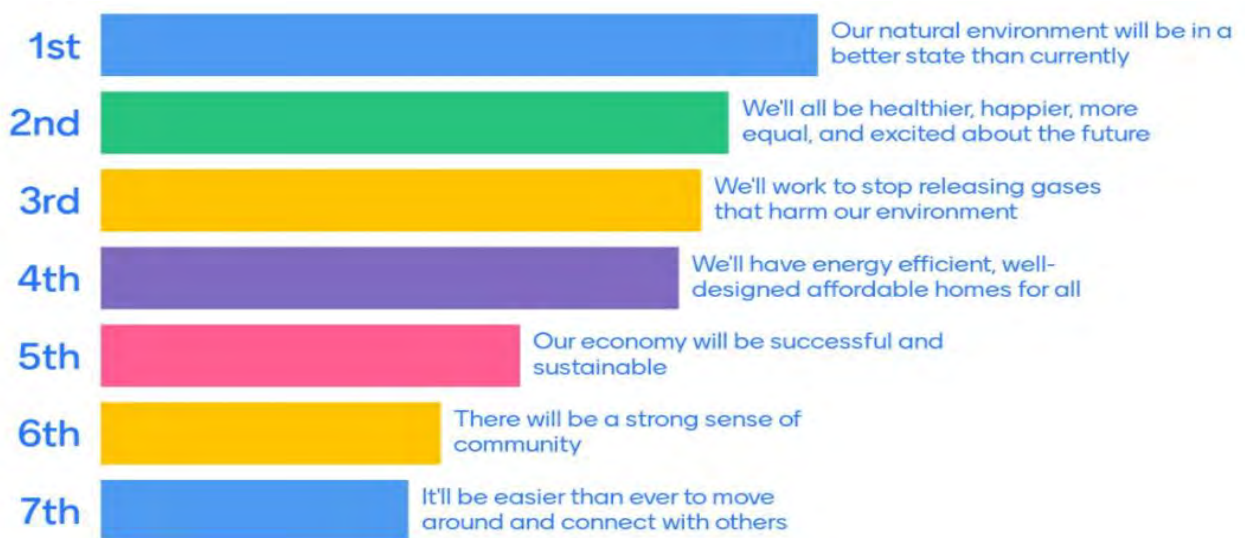 1st
Our natural environment will be in a
better state than currently
2nd
We'll all be healthier, happier, more
equal, and excited about the future
3rd
We'll work to stop releasing gases
that harm our environment
4th
We'll have energy efficient, well-
designed affordable homes for all
5th
Our economy will be successful and
sustainable
6th
There will be a strong sense of
community
7th
It'll be easier than ever to move
around and connect with others